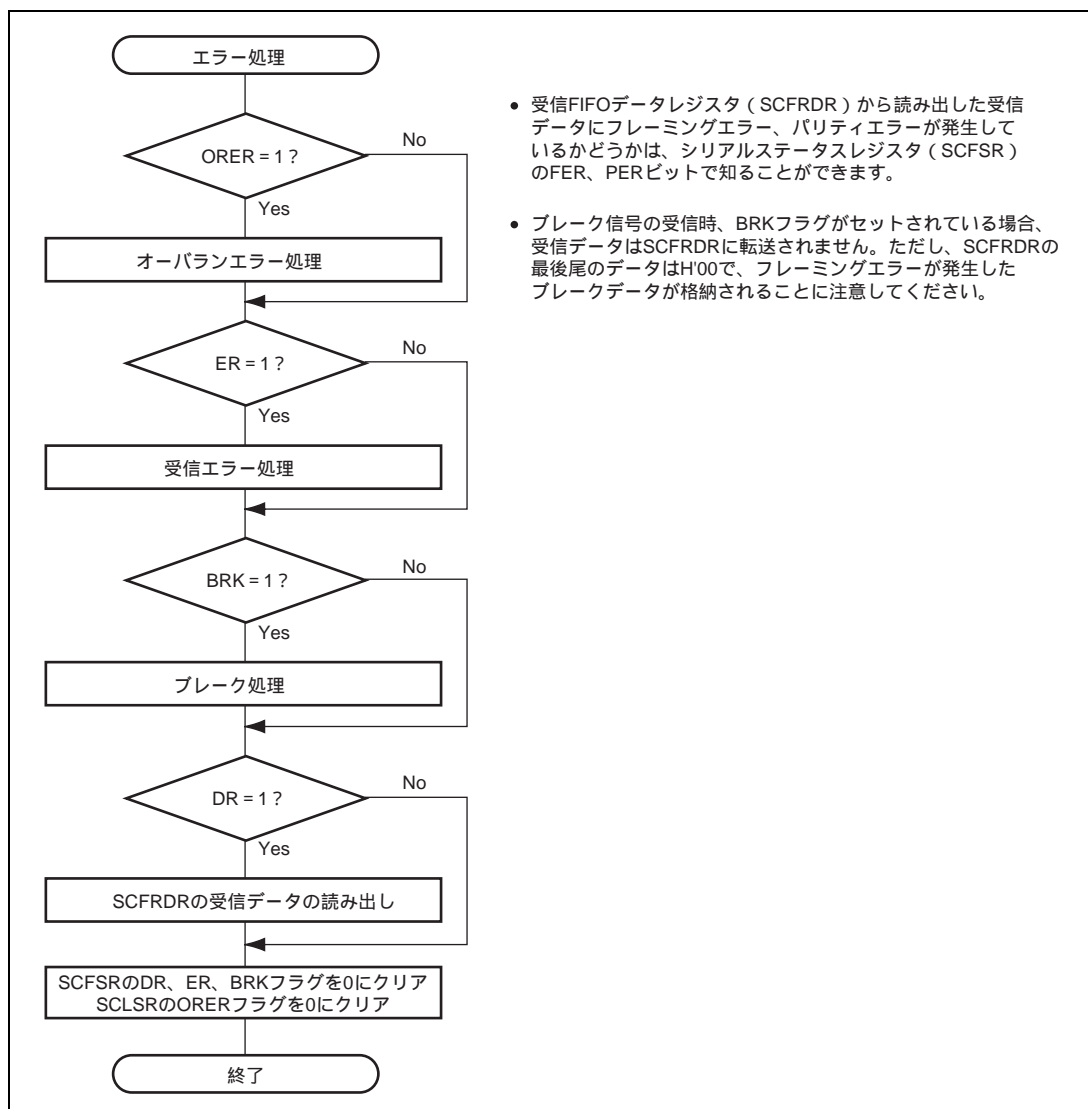 エラー処理
ORER = 1 ?
No
Yes
オーバランエラー処理
ER = 1 ?
No
Yes
受信エラー処理
BRK = 1 ?
No
Yes
ブレーク処理
DR = 1 ?
No
Yes
SCFRDRの受信データの読み出し
SCFSRのDR、ER、BRKフラグを0にクリア
SCLSRのORERフラグを0にクリア
終了
● 受信FIFOデータレジスタ（SCFRDR）から読み出した受信
データにフレーミングエラー、パリティエラーが発生して
いるかどうかは、シリアルステータスレジスタ（SCFSR）
のFER、PERビットで知ることができます。
● ブレーク信号の受信時、BRKフラグがセットされている場合、
受信データはSCFRDRに転送されません。ただし、SCFRDRの
最後尾のデータはH'00で、フレーミングエラーが発生した
ブレークデータが格納されることに注意してください。